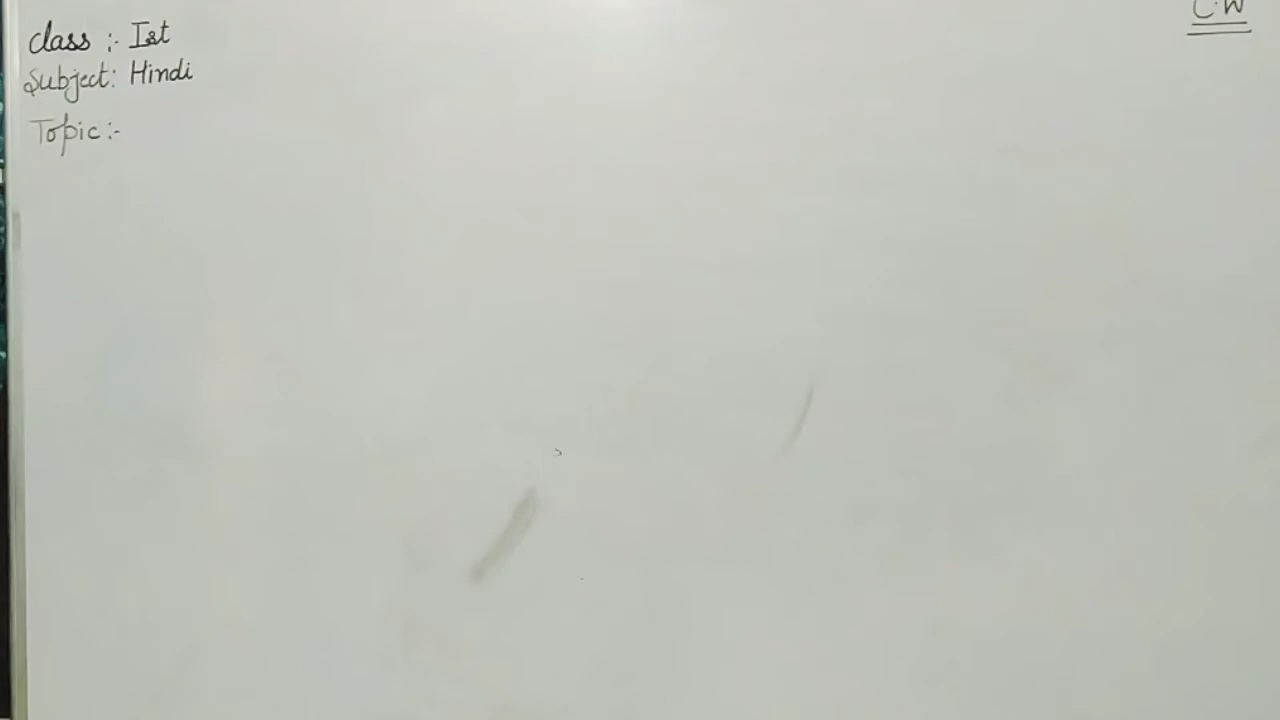 C.W
class :- Ist
Subject: Hindi
Topic :-